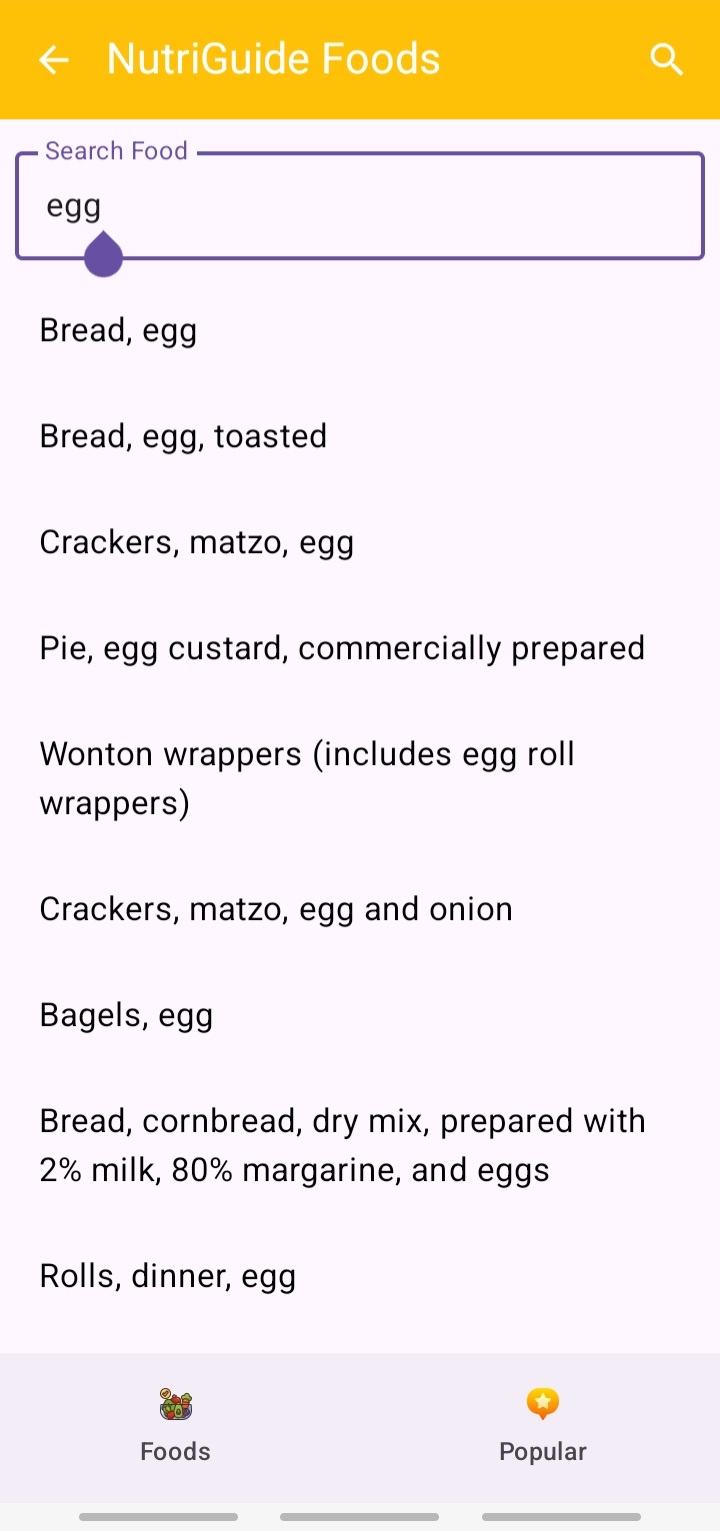 NutriGuide Foods
Search Food
egg
Bread, egg
Bread, egg, toasted
Crackers, matzo, egg
Pie, egg custard, commercially prepared
Wonton wrappers (includes egg roll
wrappers)
Crackers, matzo, egg and onion
Bagels, egg
Bread, cornbread, dry mix, prepared with
2% milk, 80% margarine, and eggs
Rolls, dinner, egg
Foods
Popular